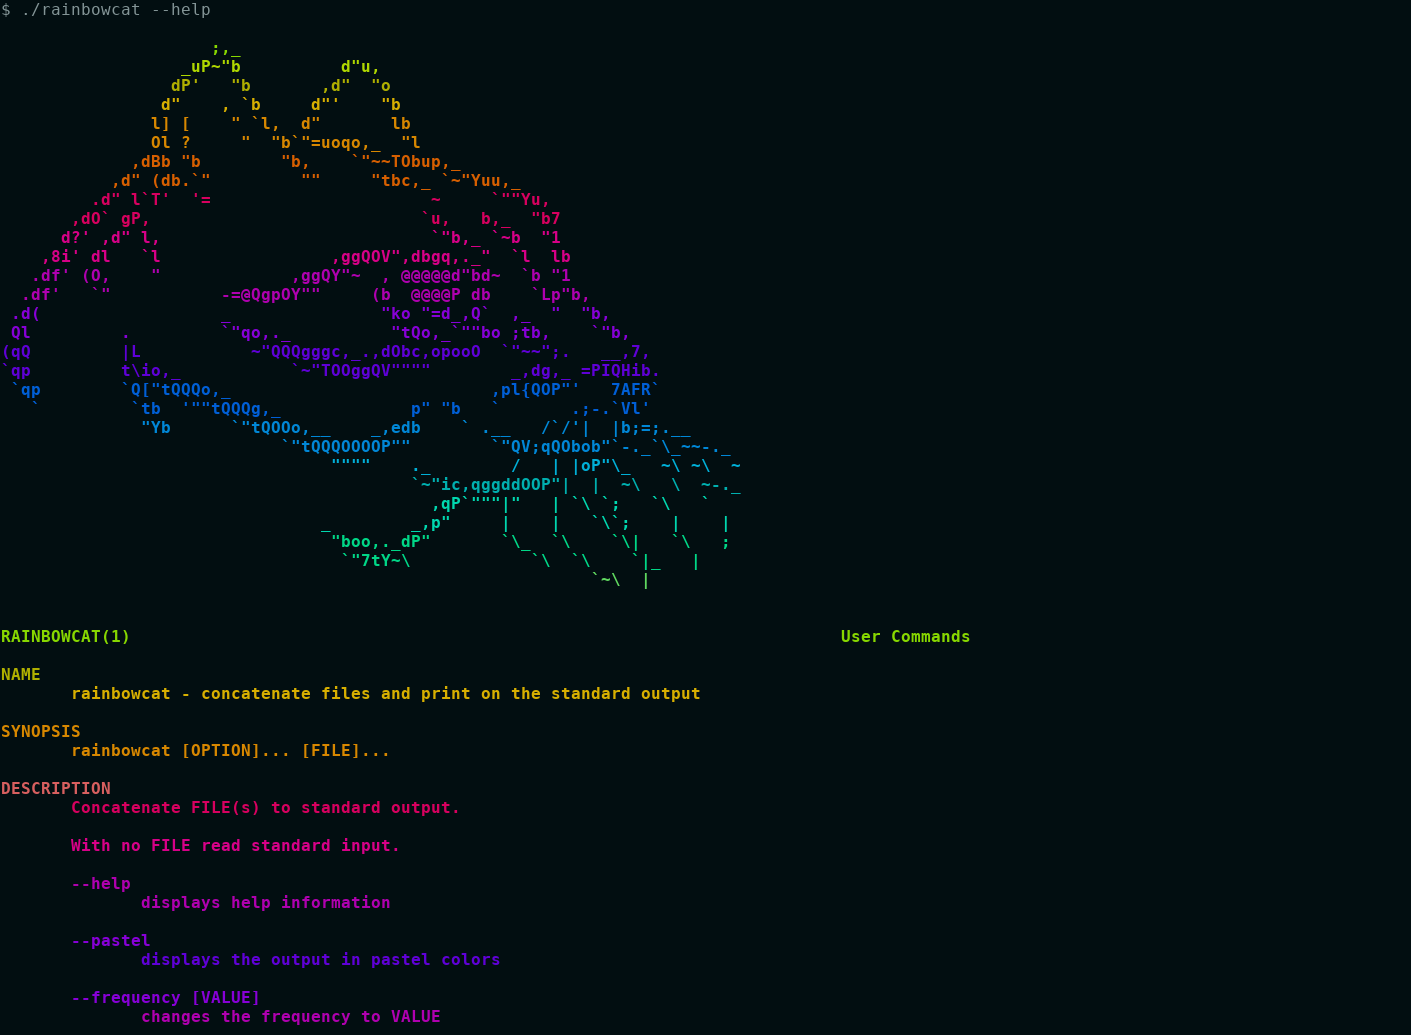 $ ./rainbowcat --help
RAINBOWCAT(1) User Commands
NAME
rainbowcat - concatenate files and print on the standard output
SYNOPSIS
rainbowcat [OPTION]... [FILE]...
DESCRIPTION
Concatenate FILE(s) to standard output.
With no FILE read standard input.
--help
displays help information
--pastel
displays the output in pastel colors
--frequency [VALUE]
changes the frequency to VALUE